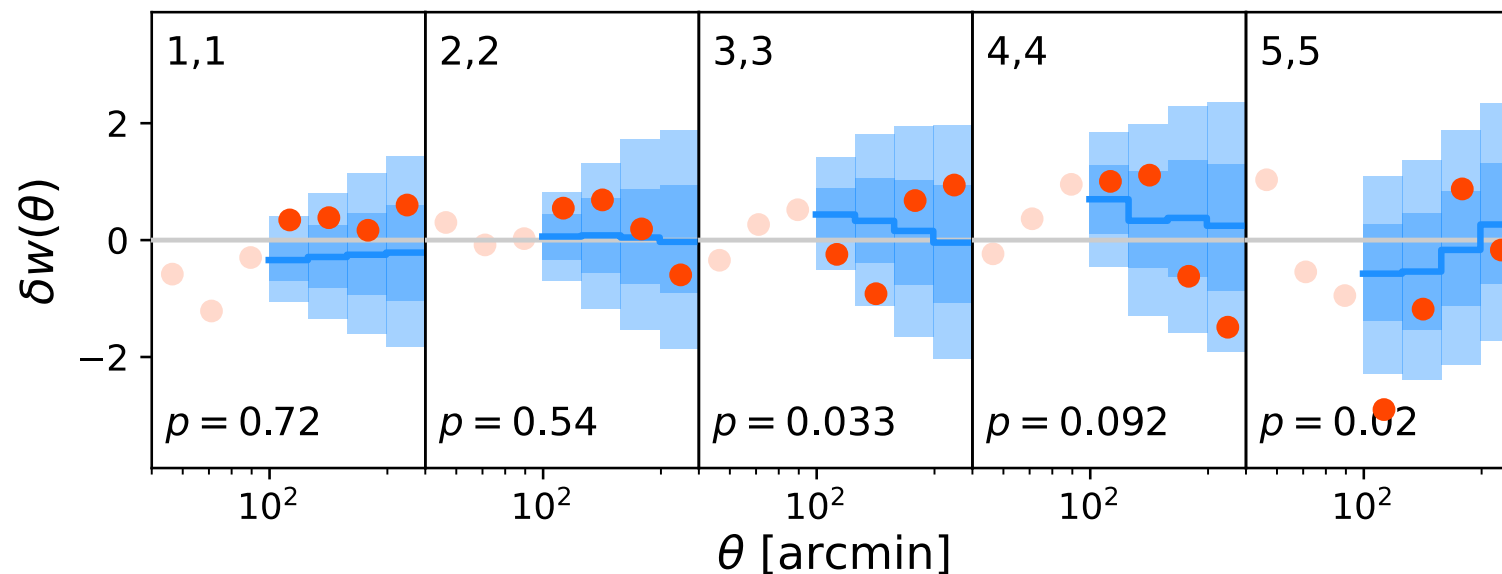 1,1 2,2 3,3 4,4 5,5
2
0
−2
δw(θ)
p = 0.72 p = 0.54 p = 0.033 p = 0.092 p = 0.02
10² 10² 10² 10² 10²
θ [arcmin]